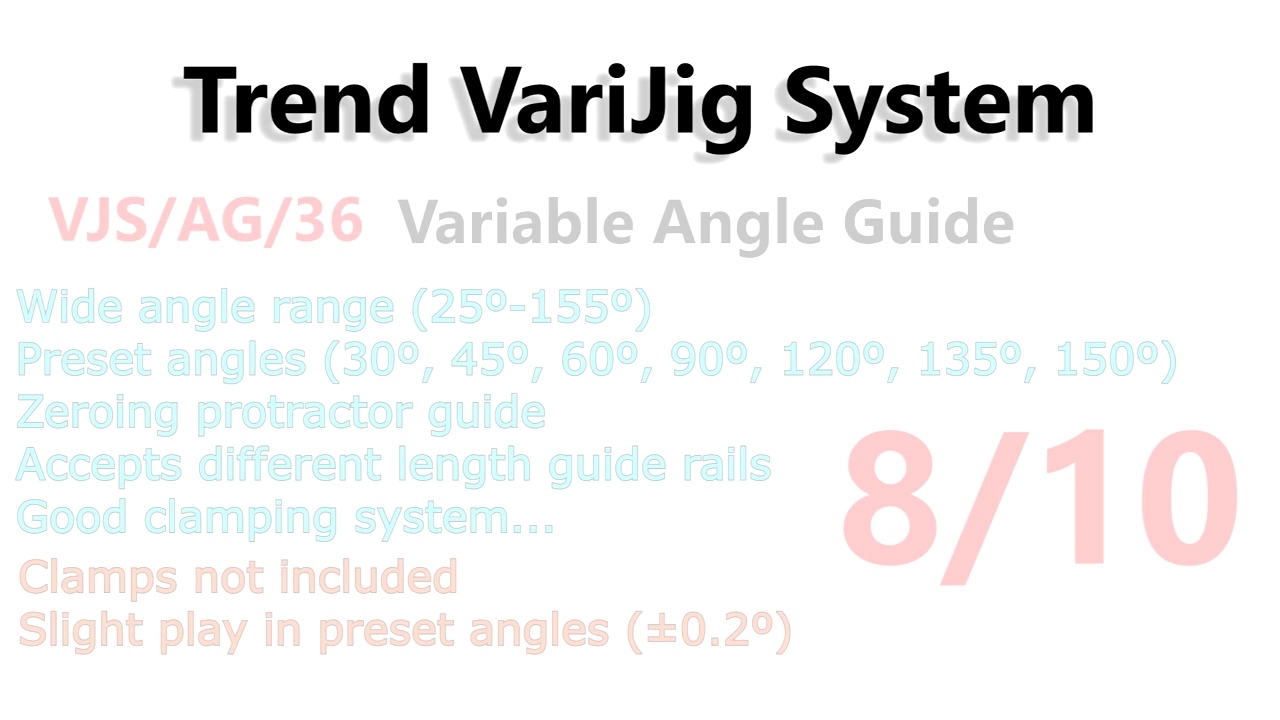 Trend VariJig System
VJS/AG/36 Variable Angle Guide
Wide angle range (25º-155º)
Preset angles (30º, 45º, 60º, 90º, 120º, 135º, 150º)
Zeroing protractor guide
Accepts different length guide rails
Good clamping system...
8/10
Clamps not included
Slight play in preset angles (±0.2º)